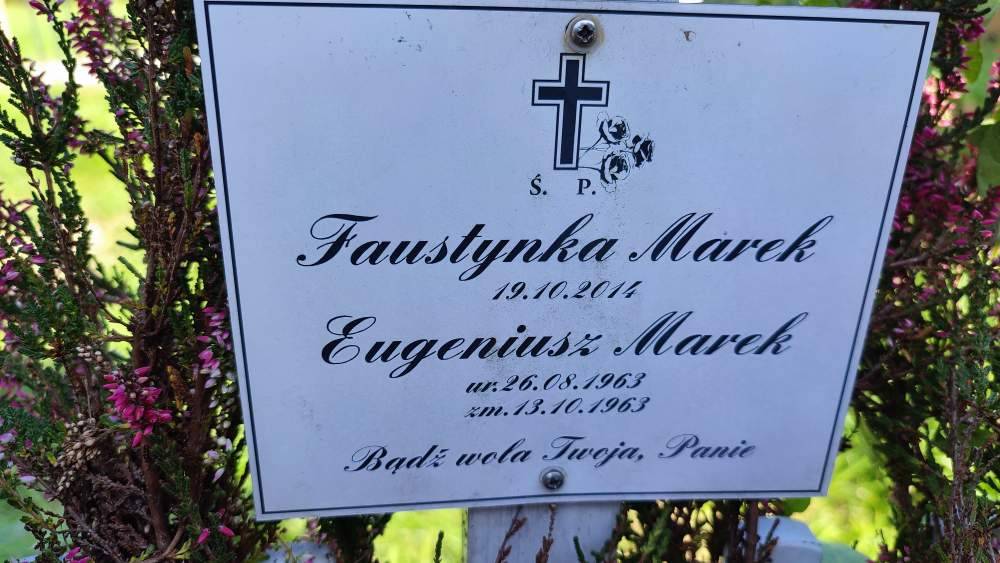 Ś. P.
Faustynka Marek
19.10.2014
Eugeniusz Marek
ur.26.08.1963
zm.13.10.1963
Bądź wola Twoja, Panie